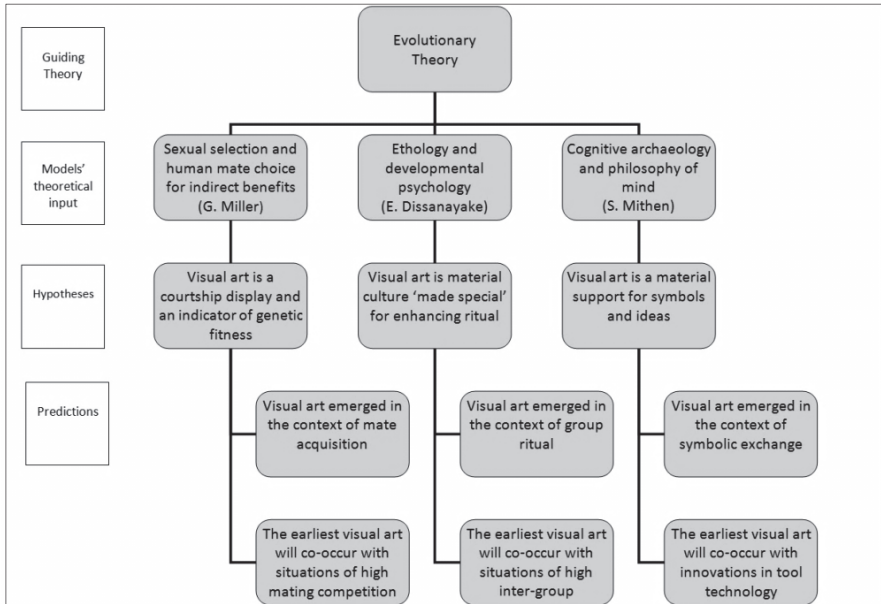 Guiding
Theory
Evolutionary
Theory
Models'
theoretical
input
Sexual selection and
human mate choice
for indirect benefits
(G. Miller)
Ethology and
developmental
psychology
(E. Dissanayake)
Cognitive archaeology
and philosophy of
mind
(S. Mithen)
Hypotheses
Visual art is a
courtship display and
an indicator of genetic
fitness
Visual art is material
culture ‘made special’
for enhancing ritual
Visual art is a material
support for symbols
and ideas
Predictions
Visual art emerged in
the context of mate
acquisition
Visual art emerged in
the context of group
ritual
Visual art emerged in
the context of
symbolic exchange
The earliest visual art
will co-occur with
situations of high
mating competition
The earliest visual art
will co-occur with
situations of high
inter-group
The earliest visual art
will co-occur with
innovations in tool
technology